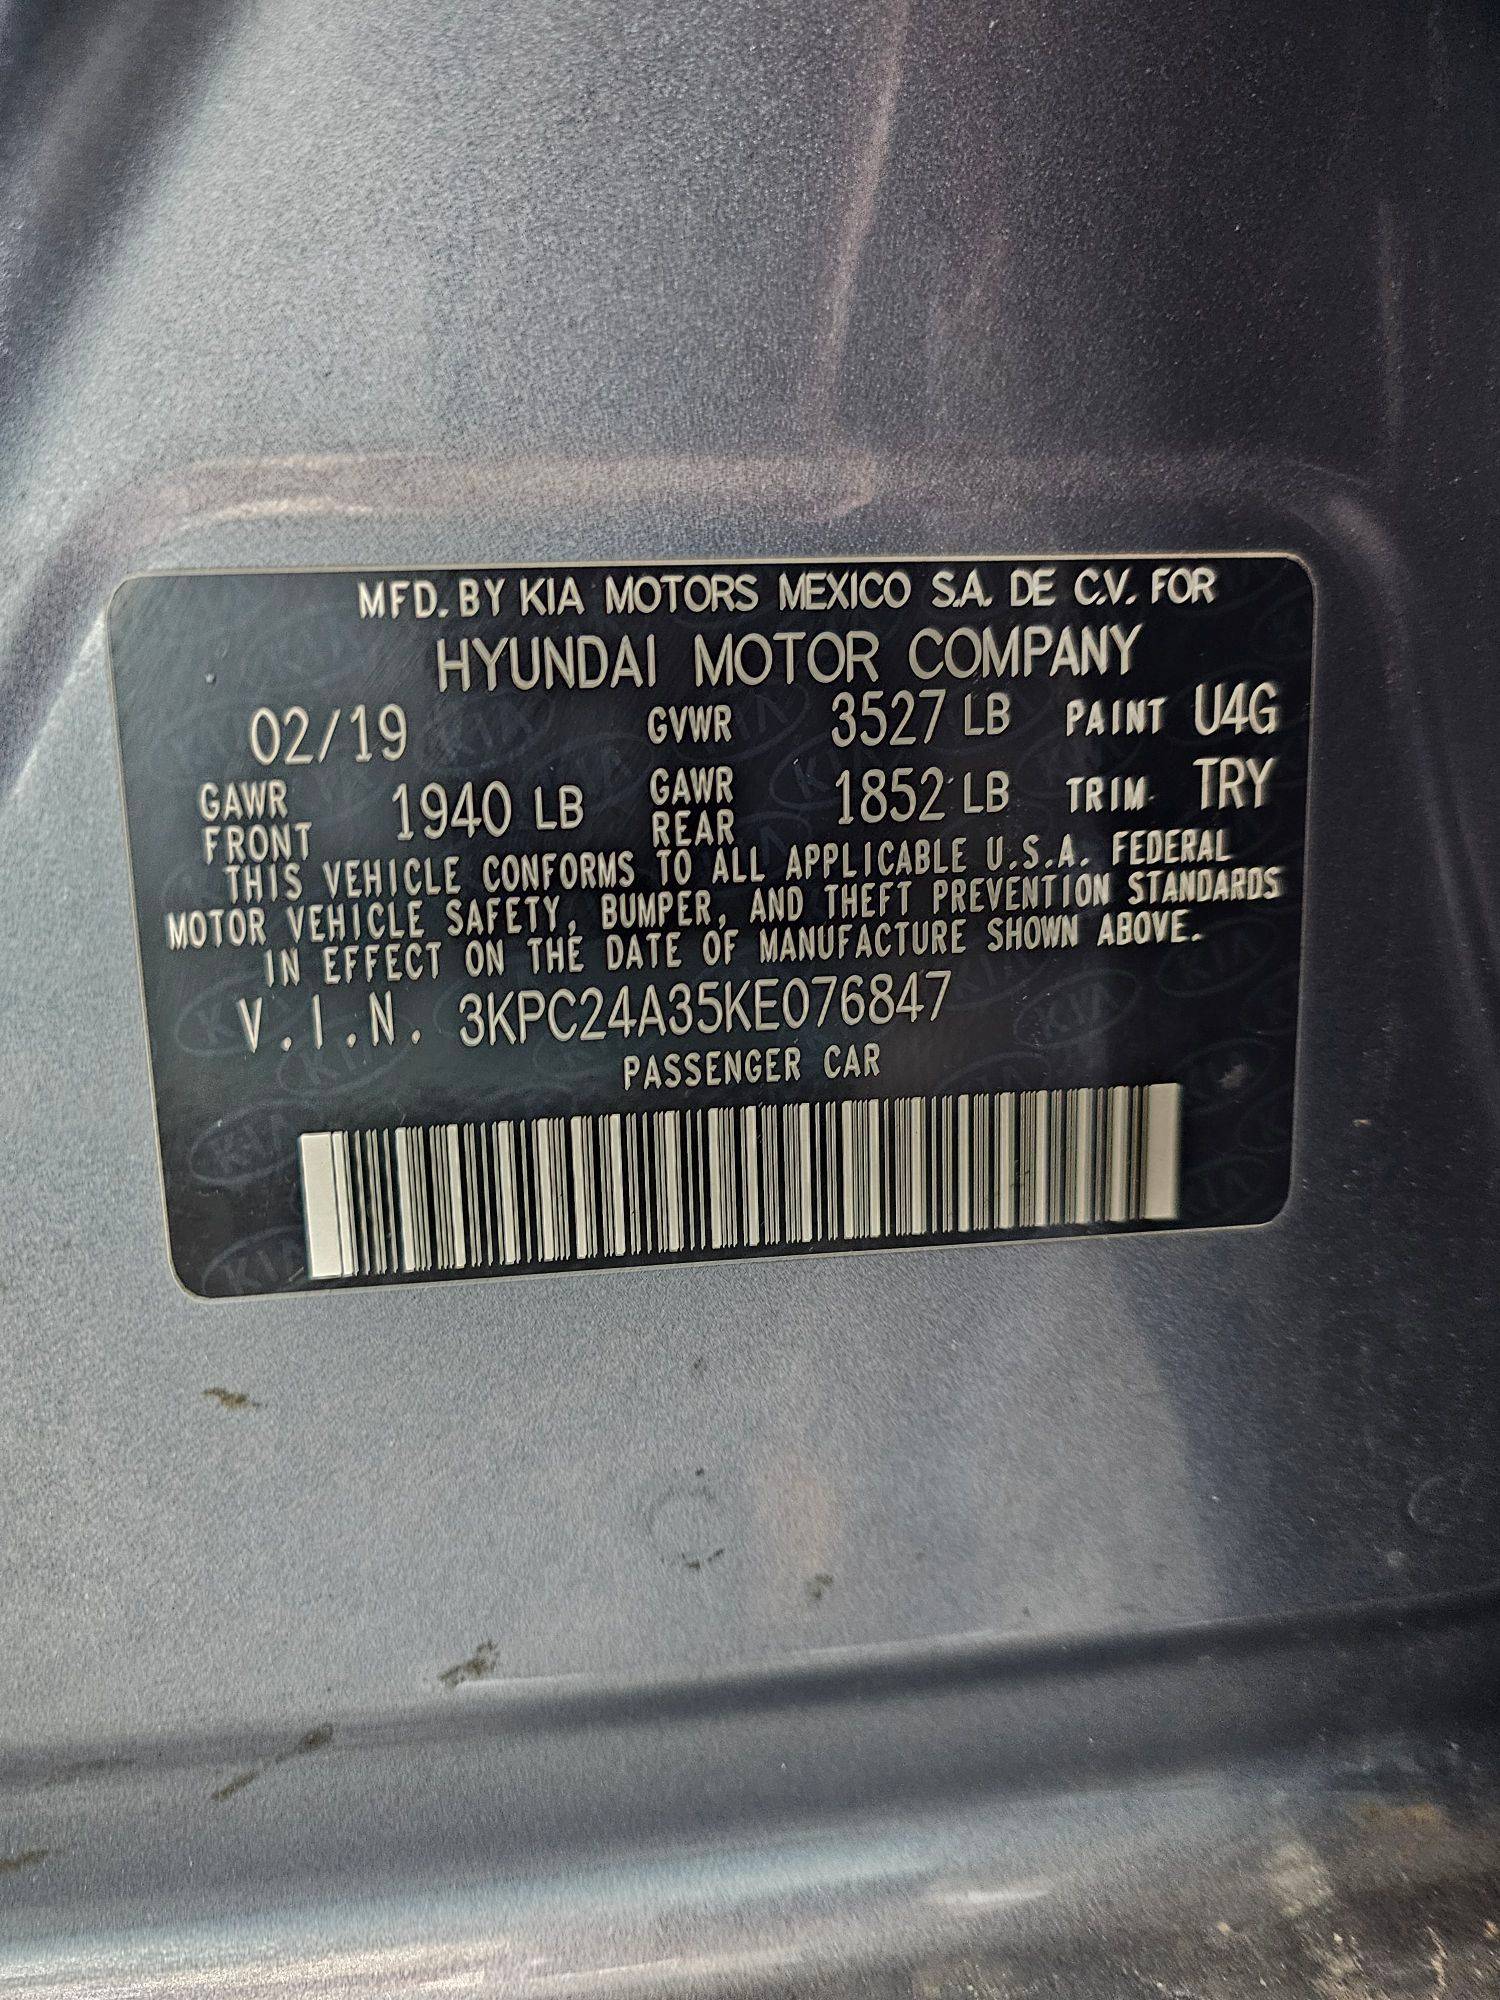 MFD. BY KIA MOTORS MEXICO S.A. DE C.V. FOR
HYUNDAI MOTOR COMPANY
02/19 GVWR 3527 LB PAINT U4G
GAWR FRONT 1940 LB GAWR REAR 1852 LB TRIM TRY
THIS VEHICLE CONFORMS TO ALL APPLICABLE U.S.A. FEDERAL
MOTOR VEHICLE SAFETY, BUMPER, AND THEFT PREVENTION STANDARDS
IN EFFECT ON THE DATE OF MANUFACTURE SHOWN ABOVE.
V.I.N. 3KPC24A35KE076847
PASSENGER CAR